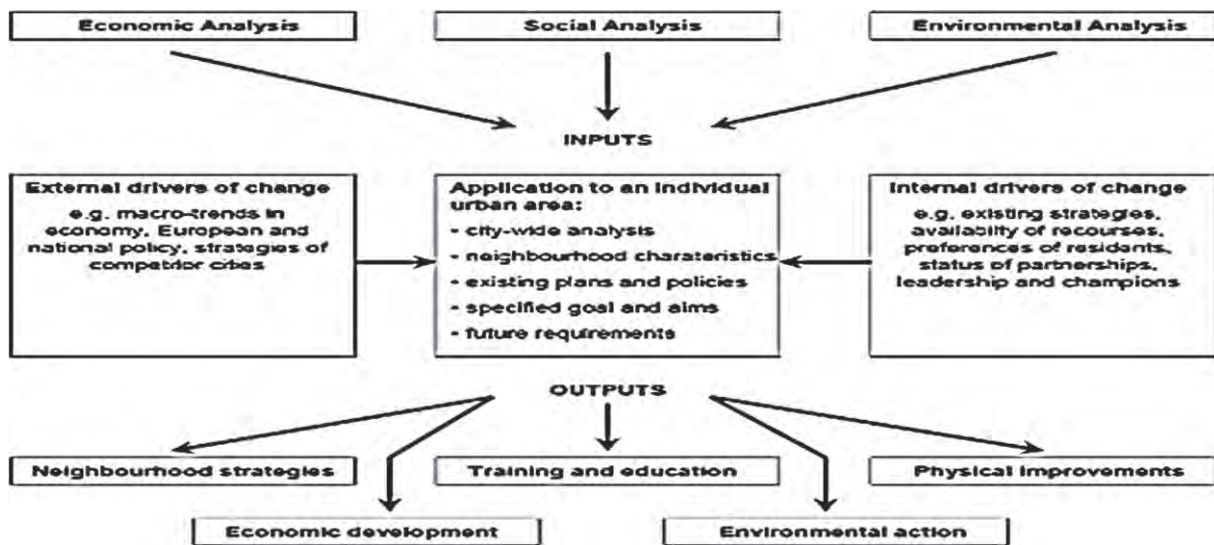 Economic Analysis
Social Analysis
Environmental Analysis
INPUTS
External drivers of change
e.g. macro-trends in
economy, European and
national policy, strategies of
competitor cities
Application to an individual
urban area:
- city-wide analysis
- neighbourhood charateristics
- existing plans and policies
- specified goal and aims
- future requirements
Internal drivers of change
e.g. existing strategies,
availability of recourses,
preferences of residents,
status of partnerships,
leadership and champions
OUTPUTS
Neighbourhood strategies
Training and education
Physical improvements
Economic development
Environmental action